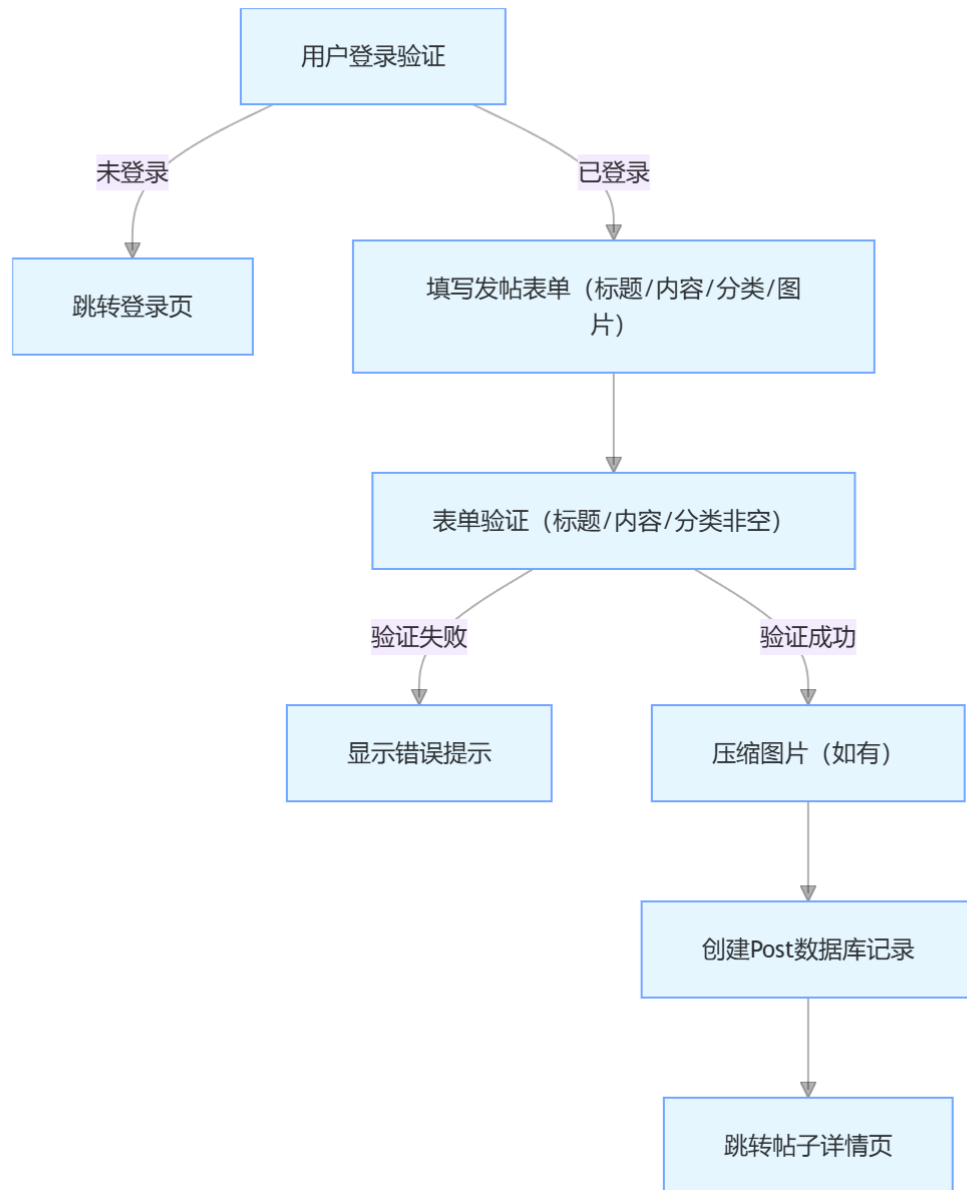 用户登录验证
未登录
已登录
跳转登录页
填写发帖表单（标题/内容/分类/图
片）
表单验证（标题/内容/分类非空）
验证失败
验证成功
显示错误提示
压缩图片（如有）
创建Post数据库记录
跳转帖子详情页